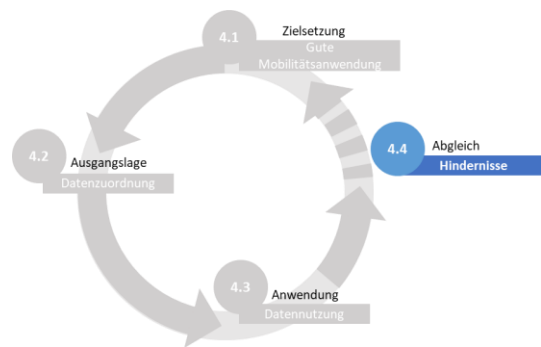 4.1
Zielsetzung
Gute
Mobilitätsanwendung
4.4
Abgleich
Hindernisse
4.2
Ausgangslage
Datenzuordnung
4.3
Anwendung
Datennutzung